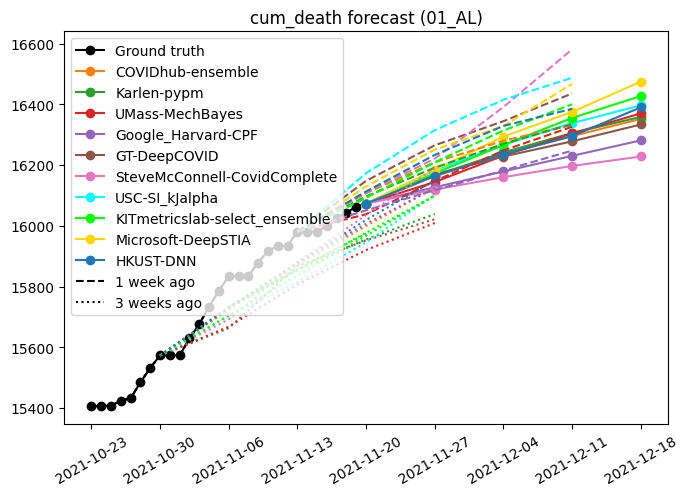 cum_death forecast (01_AL)
16600
16400
16200
16000
15800
15600
15400
Ground truth
COVIDhub-ensemble
Karlen-pypm
UMass-MechBayes
Google_Harvard-CPF
GT-DeepCOVID
SteveMcConnell-CovidComplete
USC-SI_kJalpha
KITmetricslab-select_ensemble
Microsoft-DeepSTIA
HKUST-DNN
1 week ago
3 weeks ago
2021-10-23
2021-10-30
2021-11-06
2021-11-13
2021-11-20
2021-11-27
2021-12-04
2021-12-11
2021-12-18